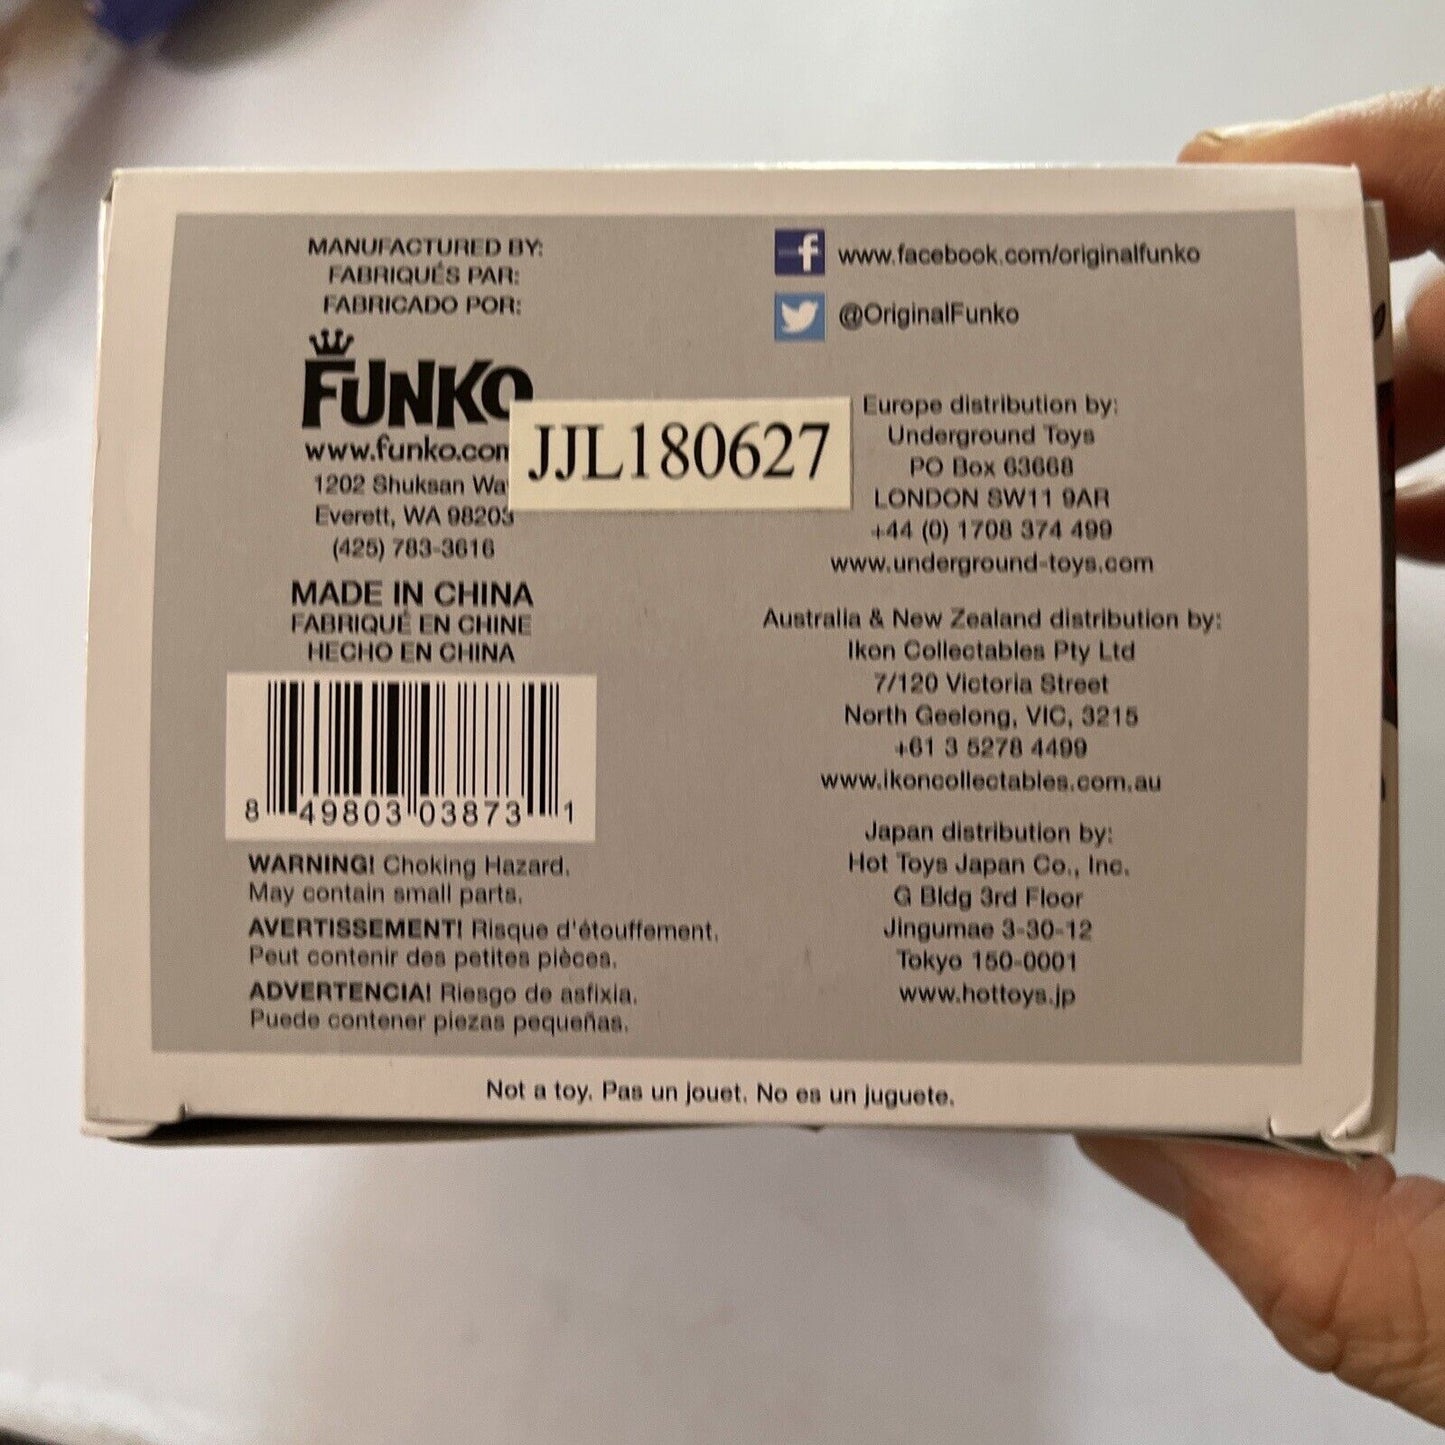 MANUFACTURED BY:
FABRIQUÉS PAR:
FABRICADO POR:
FUNKO
www.funko.com
1202 Shuksan Wa
Everett, WA 98203
(425) 783-3616
MADE IN CHINA
FABRIQUÉ EN CHINE
HECHO EN CHINA
8 49803 03873 1
WARNING! Choking Hazard.
May contain small parts.
AVERTISSEMENT! Risque d'étouffement.
Peut contenir des petites pièces.
ADVERTENCIA! Riesgo de asfixia.
Puede contener piezas pequeñas.
JJL180627
www.facebook.com/originalfunko
@OriginalFunko
Europe distribution by:
Underground Toys
PO Box 63668
LONDON SW11 9AR
+44 (0) 1708 374 499
www.underground-toys.com
Australia & New Zealand distribution by:
Ikon Collectables Pty Ltd
7/120 Victoria Street
North Geelong, VIC, 3215
+61 3 5278 4499
www.ikoncollectables.com.au
Japan distribution by:
Hot Toys Japan Co., Inc.
G Bldg 3rd Floor
Jingumae 3-30-12
Tokyo 150-0001
www.hottoys.jp
Not a toy. Pas un jouet. No es un juguete.